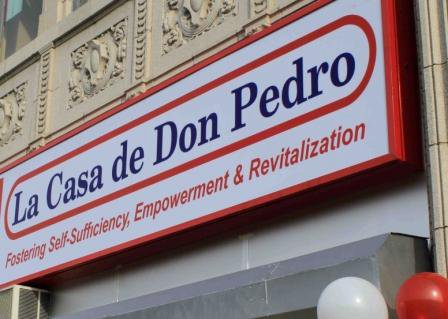 La Casa de Don Pedro
Fostering Self-Sufficiency, Empowerment & Revitalization